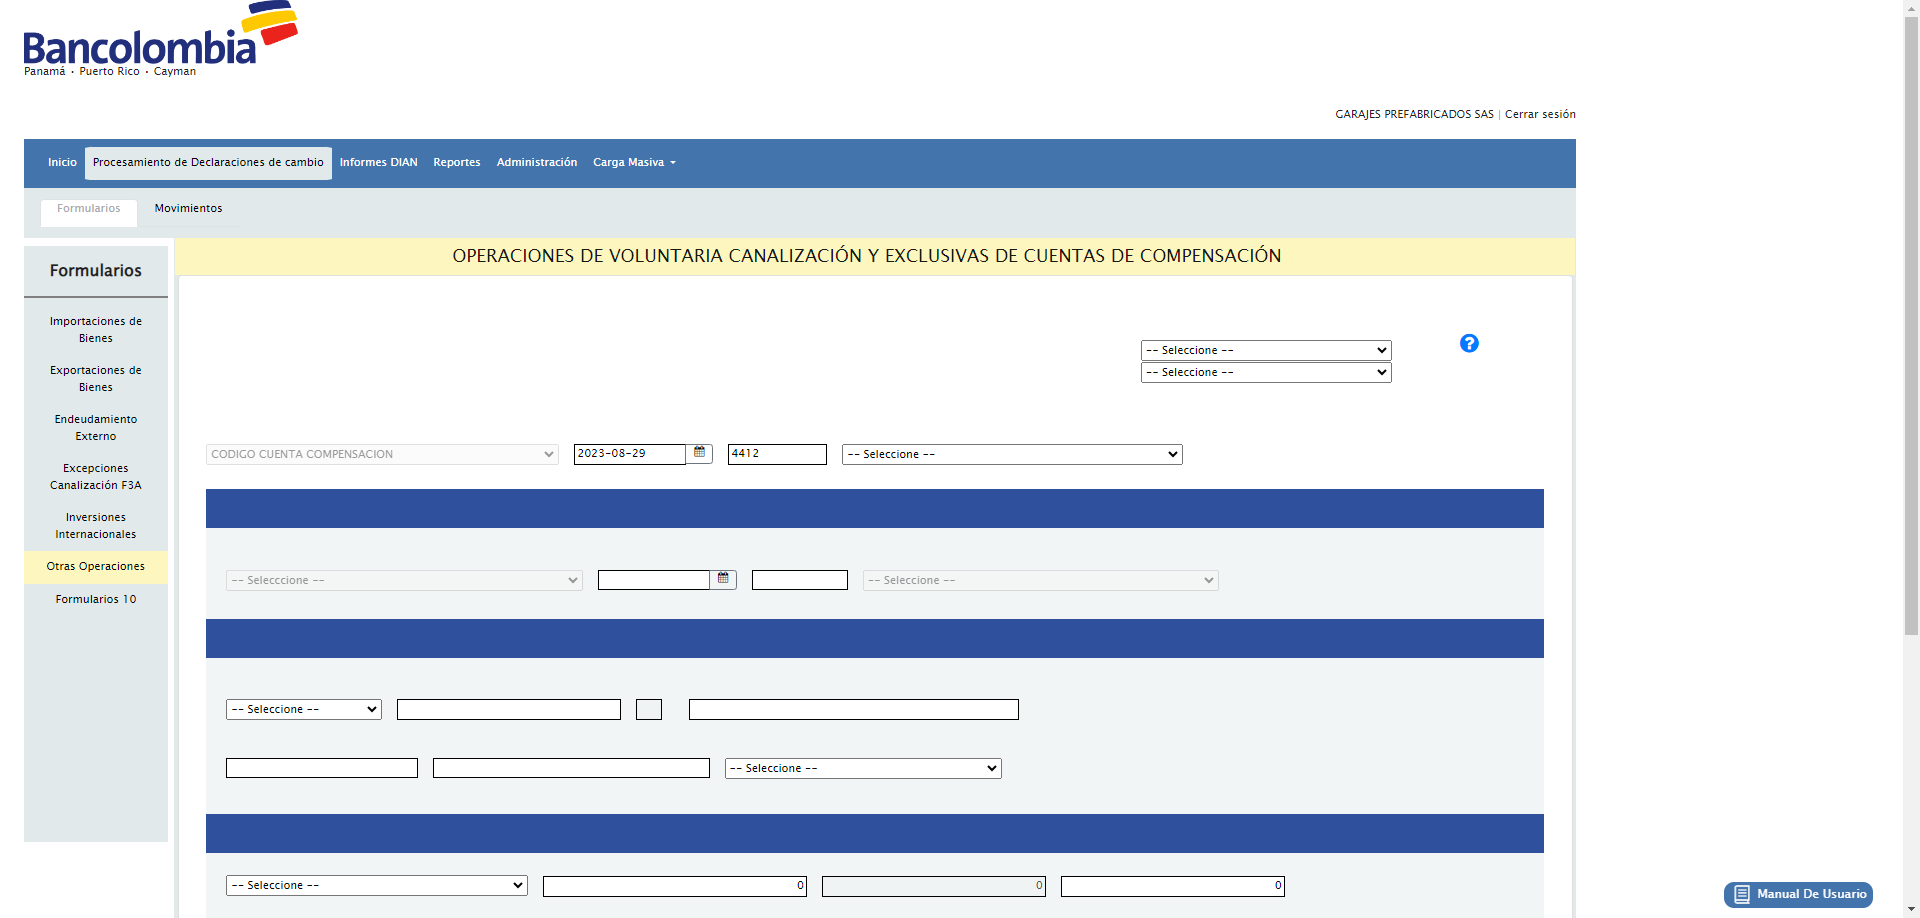 Bancolombia
Panamá • Puerto Rico • Cayman
GARAJES PREFABRICADOS SAS | Cerrar sesión
Inicio
Procesamiento de Declaraciones de cambio
Informes DIAN
Reportes
Administración
Carga Masiva
Formularios
Movimientos
Formularios
OPERACIONES DE VOLUNTARIA CANALIZACIÓN Y EXCLUSIVAS DE CUENTAS DE COMPENSACIÓN
Importaciones de
Bienes
Exportaciones de
Bienes
Endeudamiento
Externo
Excepciones
Canalización F3A
Inversiones
Internacionales
Otras Operaciones
Formularios 10
-- Seleccione --
?
-- Seleccione --
CODIGO CUENTA COMPENSACION
2023-08-29
4412
-- Seleccione --
-- Selecccione --
-- Seleccione --
-- Seleccione --
-- Seleccione --
-- Seleccione --
0
0
0
Manual De Usuario